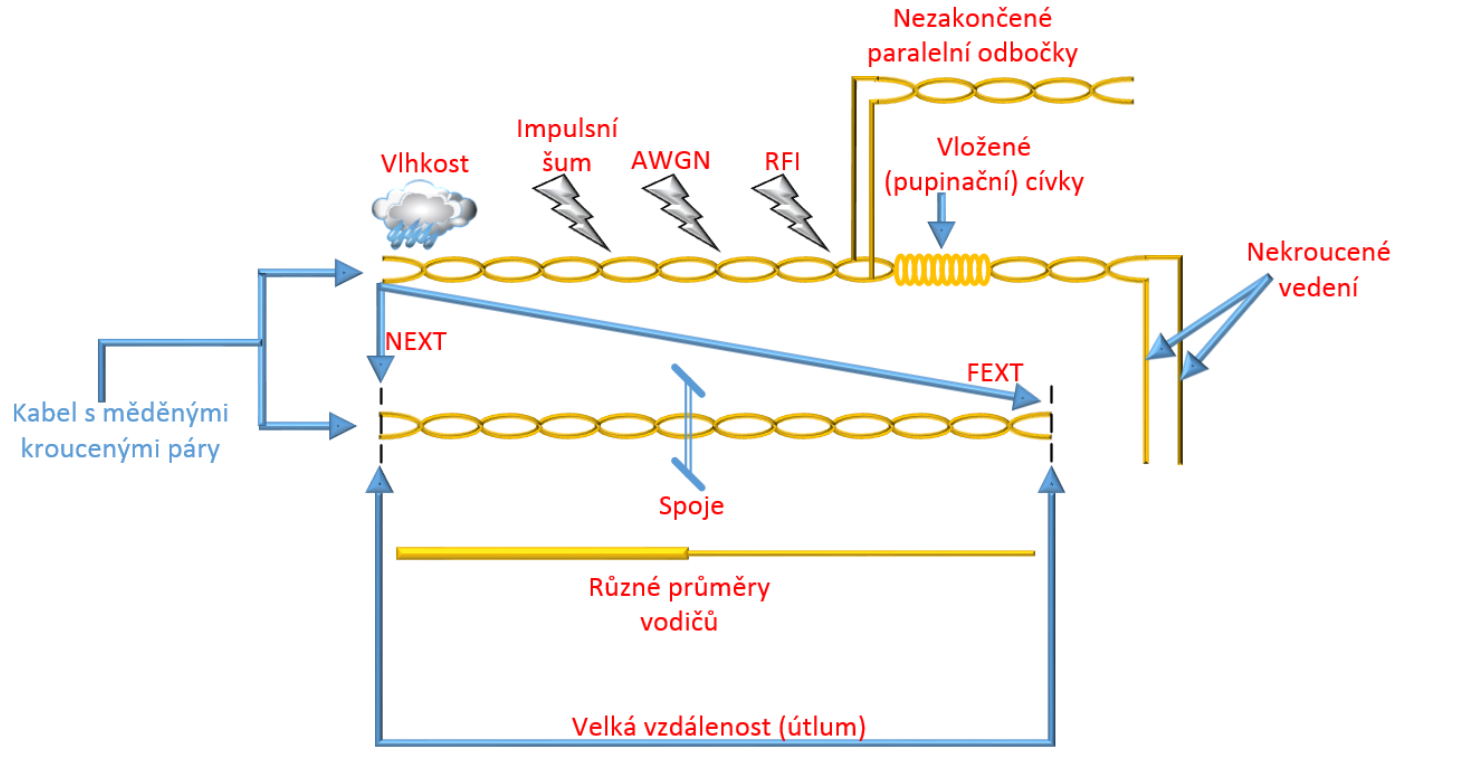 Nezakončené
paralelní odbočky
Impulsní
šum
AWGN
RFI
Vlhkost
Vložené
(pupinační) cívky
Nekroucené
vedení
NEXT
FEXT
Kabel s měděnými
kroucenými páry
Spoje
Různé průměry
vodičů
Velká vzdálenost (útlum)